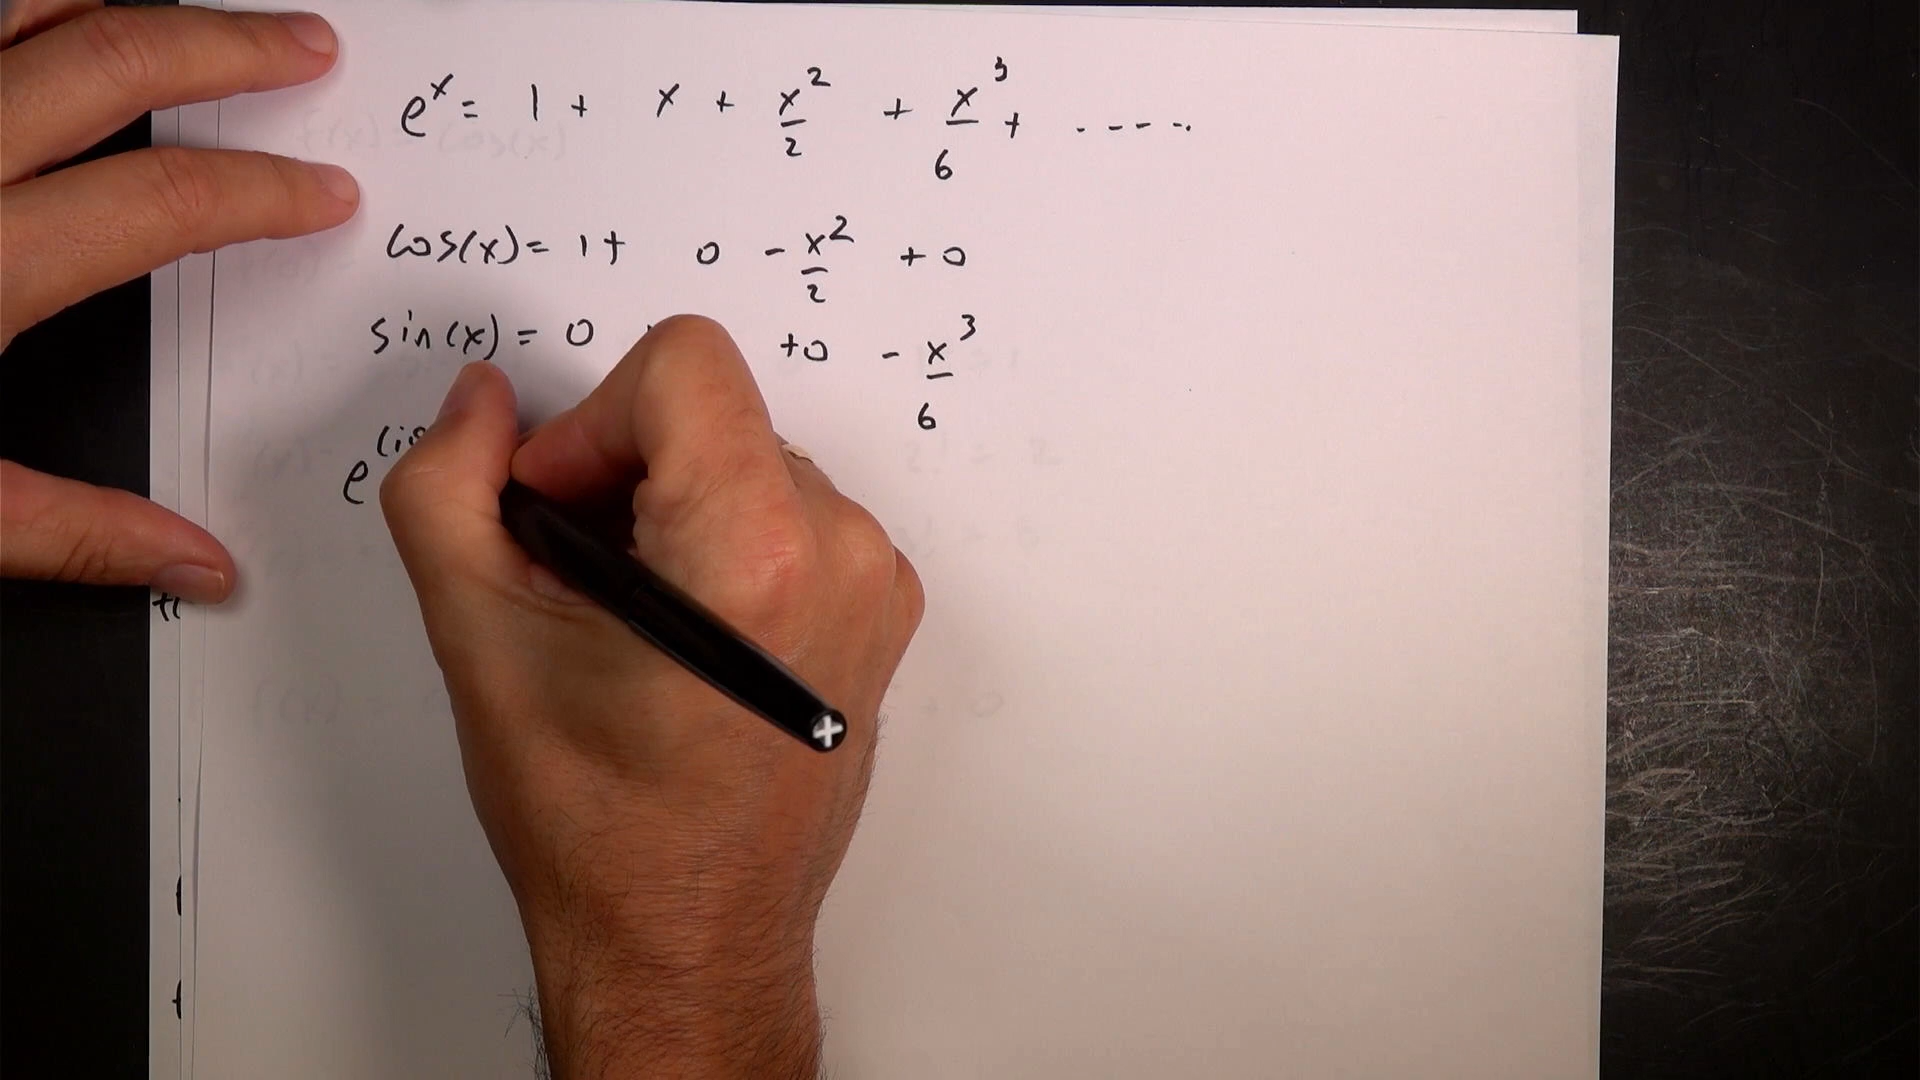 e^x = 1 + x + x^2/2 + x^3/6 + .----.
cos(x) = 1 + 0 - x^2/2 + 0
sin(x) = 0 +0 - x^3/6
e